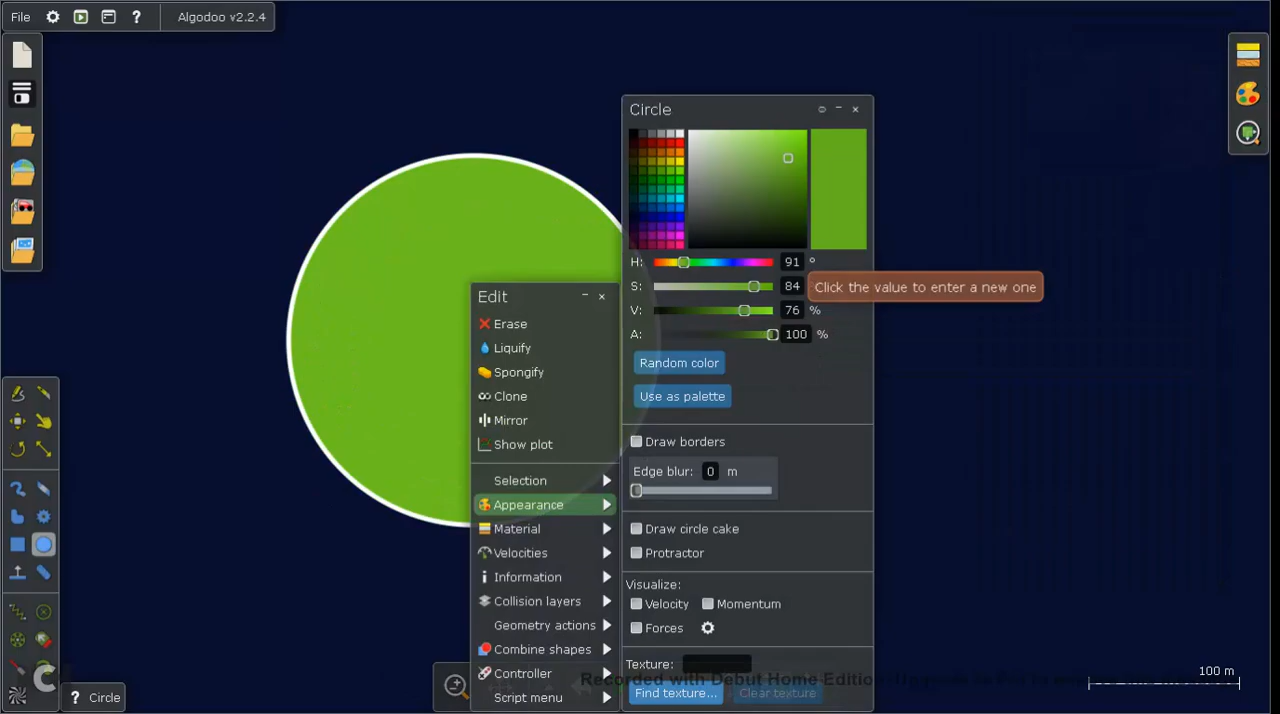 File ? Algodoo v2.2.4
Circle
H: 91 °
S: 84
Click the value to enter a new one
V: 76 %
A: 100 %
Random color
Use as palette
Draw borders
Edge blur: 0 m
Draw circle cake
Protractor
Visualize:
Velocity Momentum
Forces
Texture:
Find texture... Clear texture
Edit
Erase
Liquify
Spongify
Clone
Mirror
Show plot
Selection
Appearance
Material
Velocities
Information
Collision layers
Geometry actions
Combine shapes
Controller
Script menu
? Circle
100 m
Recorded with Debut Home Edition.